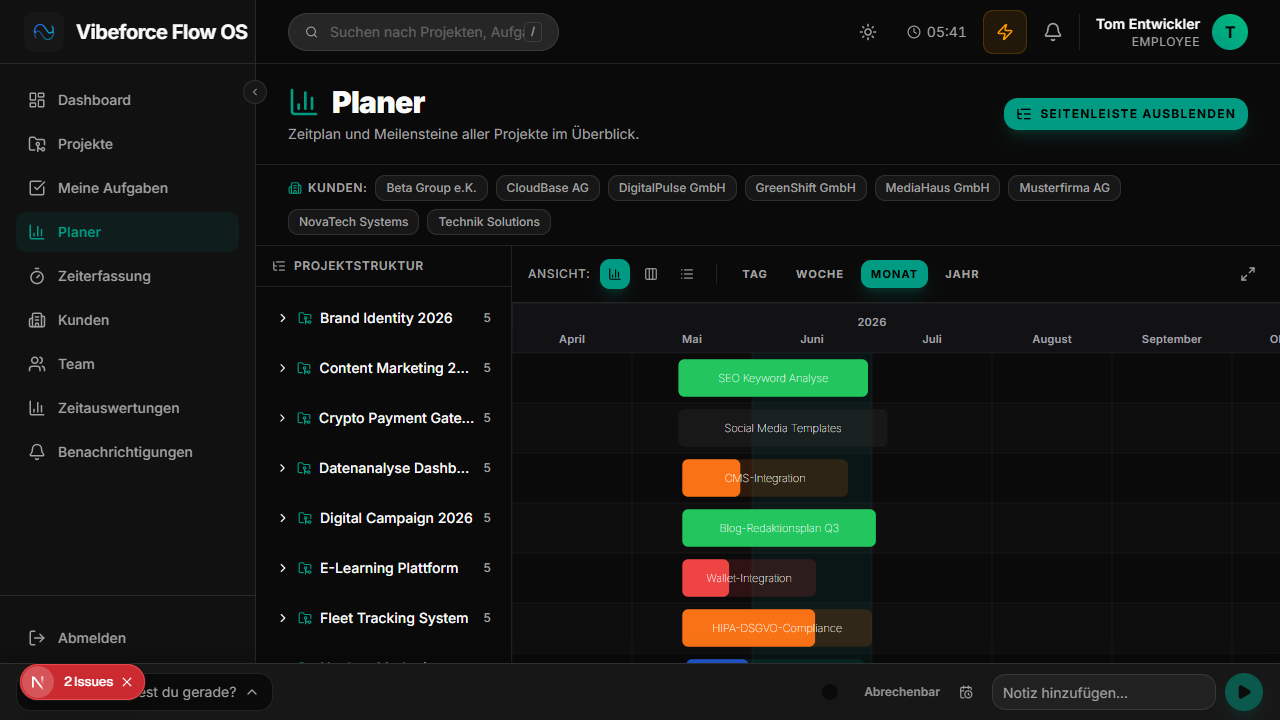 Vibeforce Flow OS
Suchen nach Projekten, Aufga
/
05:41
Tom Entwickler
EMPLOYEE
T
Dashboard
Projekte
Meine Aufgaben
Planer
Zeiterfassung
Kunden
Team
Zeitauswertungen
Benachrichtigungen
Abmelden
Planer
Zeitplan und Meilensteine aller Projekte im Überblick.
SEITENLEISTE AUSBLENDEN
KUNDEN: Beta Group e.K. CloudBase AG DigitalPulse GmbH GreenShift GmbH MediaHaus GmbH Musterfirma AG
NovaTech Systems Technik Solutions
PROJEKTSTRUKTUR
Brand Identity 2026 5
Content Marketing 2... 5
Crypto Payment Gate... 5
Datenanalyse Dashb... 5
Digital Campaign 2026 5
E-Learning Plattform 5
Fleet Tracking System 5
ANSICHT: TAG WOCHE MONAT JAHR
2026
April Mai Juni Juli August September
SEO Keyword Analyse
Social Media Templates
CMS-Integration
Blog-Redaktionsplan Q3
Wallet-Integration
HIPA-DSGVO-Compliance
N 2 Issues
est du gerade?
Abrechenbar
Notiz hinzufügen...